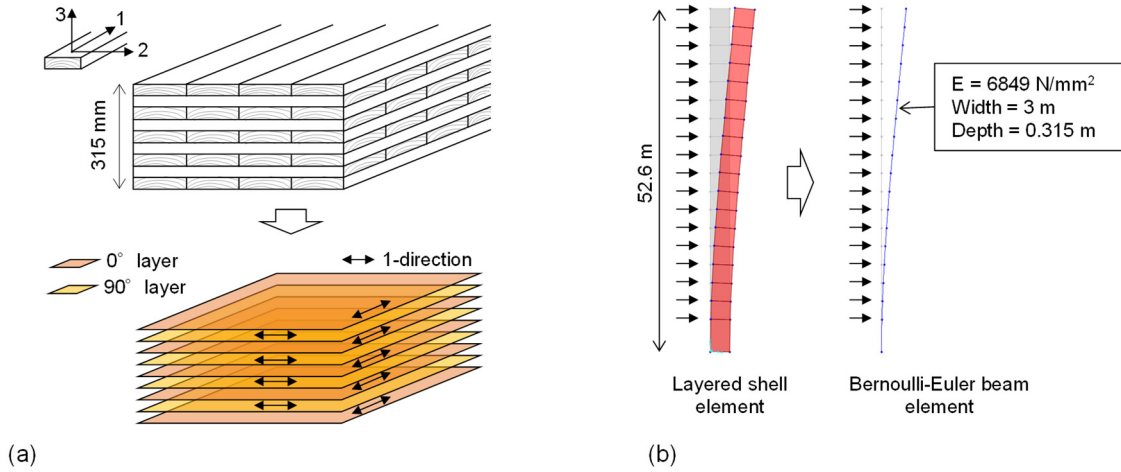 3
1
2
315 mm
0° layer
90° layer
1-direction
(a)
52.6 m
E = 6849 N/mm²
Width = 3 m
Depth = 0.315 m
Layered shell
element
Bernoulli-Euler beam
element
(b)